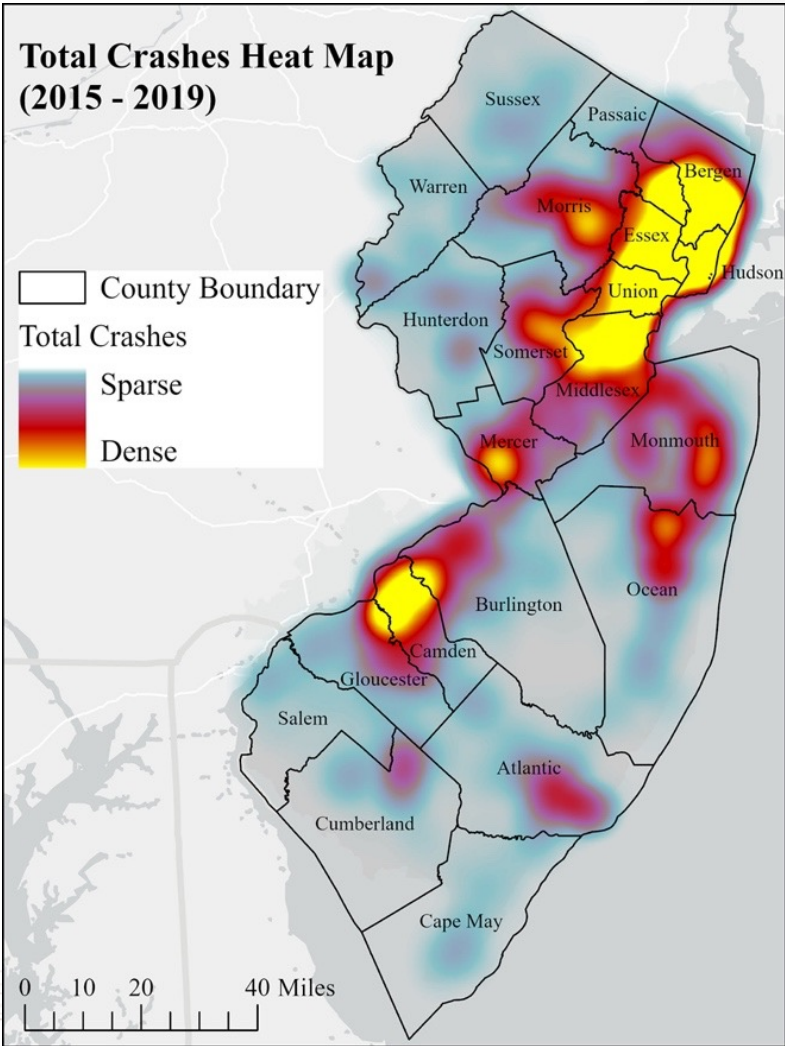 Total Crashes Heat Map
(2015 - 2019)
Sussex
Passaic
Bergen
Warren
Morris
Essex
Hudson
Union
County Boundary
Hunterdon
Total Crashes
Somerset
Sparse
Middlesex
Dense
Mercer
Monmouth
Ocean
Burlington
Camden
Gloucester
Salem
Atlantic
Cumberland
Cape May
0 10 20 40 Miles